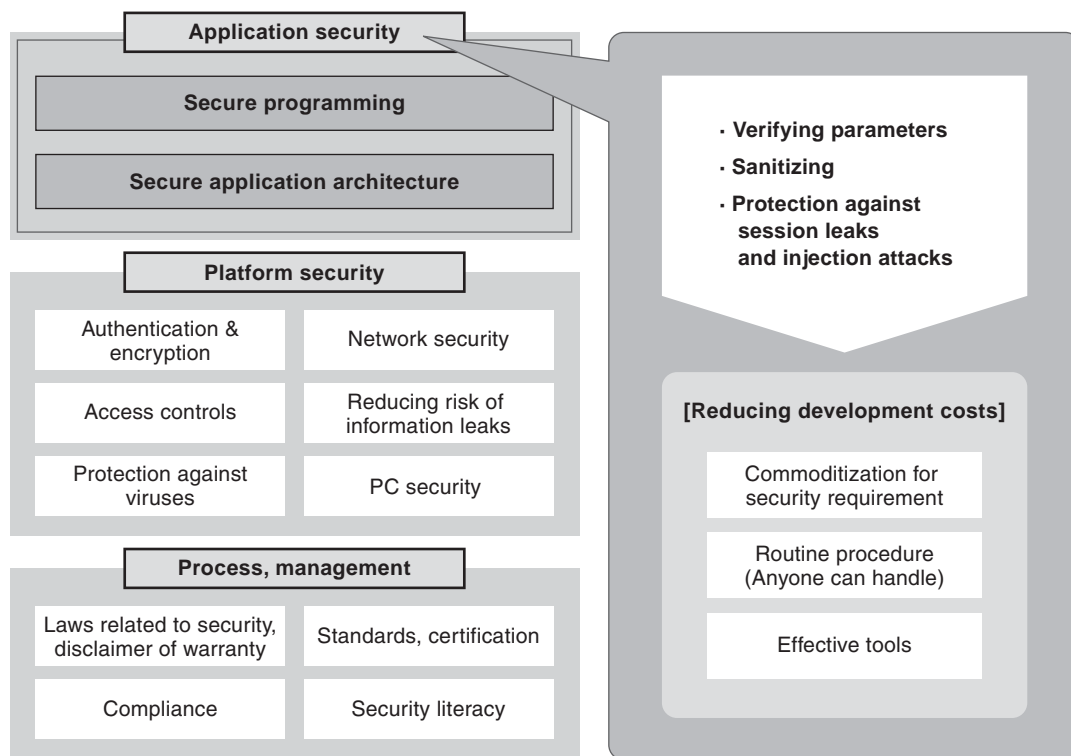 Application security
Secure programming
Secure application architecture
Platform security
Authentication &
encryption
Network security
Access controls
Reducing risk of
information leaks
Protection against
viruses
PC security
Process, management
Laws related to security,
disclaimer of warranty
Standards, certification
Compliance
Security literacy
· Verifying parameters
· Sanitizing
· Protection against
session leaks
and injection attacks
[Reducing development costs]
Commoditization for
security requirement
Routine procedure
(Anyone can handle)
Effective tools